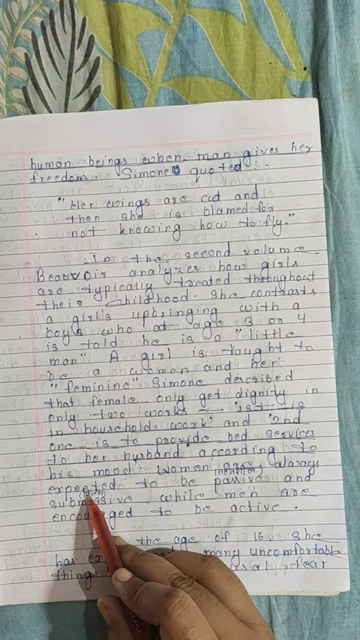 human beings when man gives her
freedom. Simone quoted :-
"Her wings are cut and
then she is blamed for
not knowing how to fly."
In the second volume
Beauvoir analyzer how girls
are typically treated throughout
their childhood. She contrasts
a girl's upbringing with a
boy's who at age 3 or 4
is told he is a "little
man". A girl is taught to
be a woman and her
"feminine". Simone described
that female only get dignity in
only two works — 1st is
in household work and 2nd
one is to provide bed services
to her husband according to
his mood. Women are always
expected to be passive and
submissive while men are
encouraged to be active.
the age of 15, she
has many uncomfortable
things fear